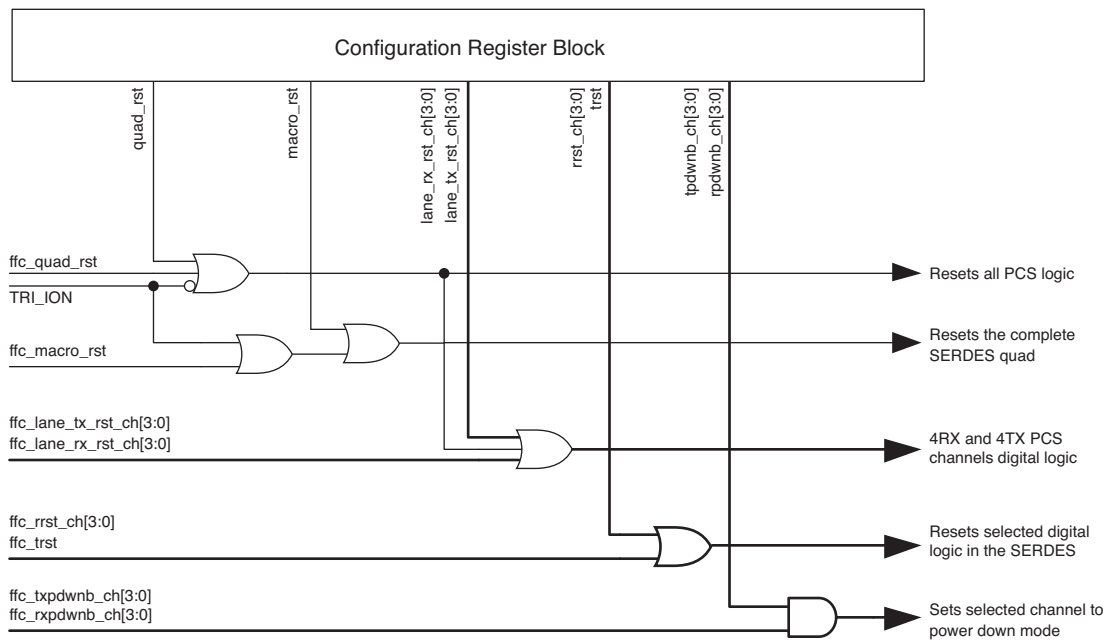 Configuration Register Block
quad_rst
macro_rst
lane_rx_rst_ch[3:0]
lane_tx_rst_ch[3:0]
rrst_ch[3:0]
trst
tpdwnb_ch[3:0]
rpdwnb_ch[3:0]
ffc_quad_rst
TRI_ION
Resets all PCS logic
ffc_macro_rst
Resets the complete
SERDES quad
ffc_lane_tx_rst_ch[3:0]
ffc_lane_rx_rst_ch[3:0]
4RX and 4TX PCS
channels digital logic
ffc_rrst_ch[3:0]
ffc_trst
Resets selected digital
logic in the SERDES
ffc_txpdwnb_ch[3:0]
ffc_rxpdwnb_ch[3:0]
Sets selected channel to
power down mode